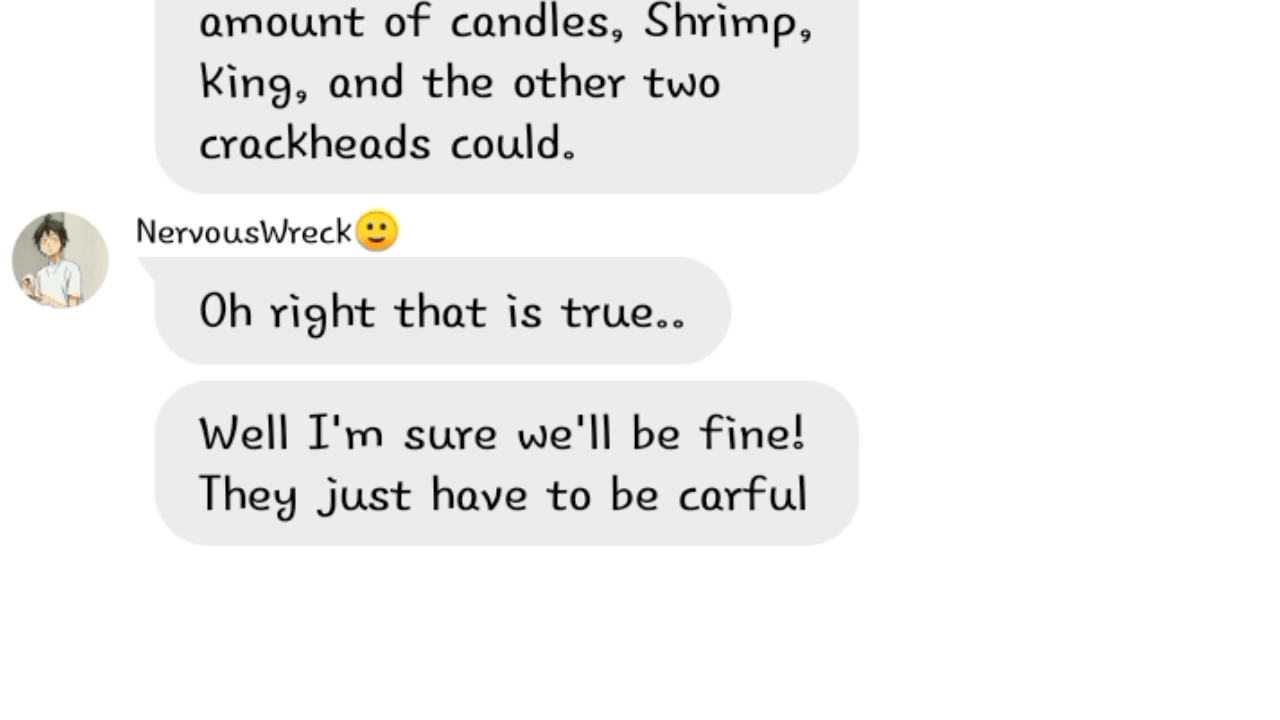 amount of candles, Shrimp,
King, and the other two
crackheads could.
NervousWreck🙂
Oh right that is true..
Well I'm sure we'll be fine!
They just have to be carful